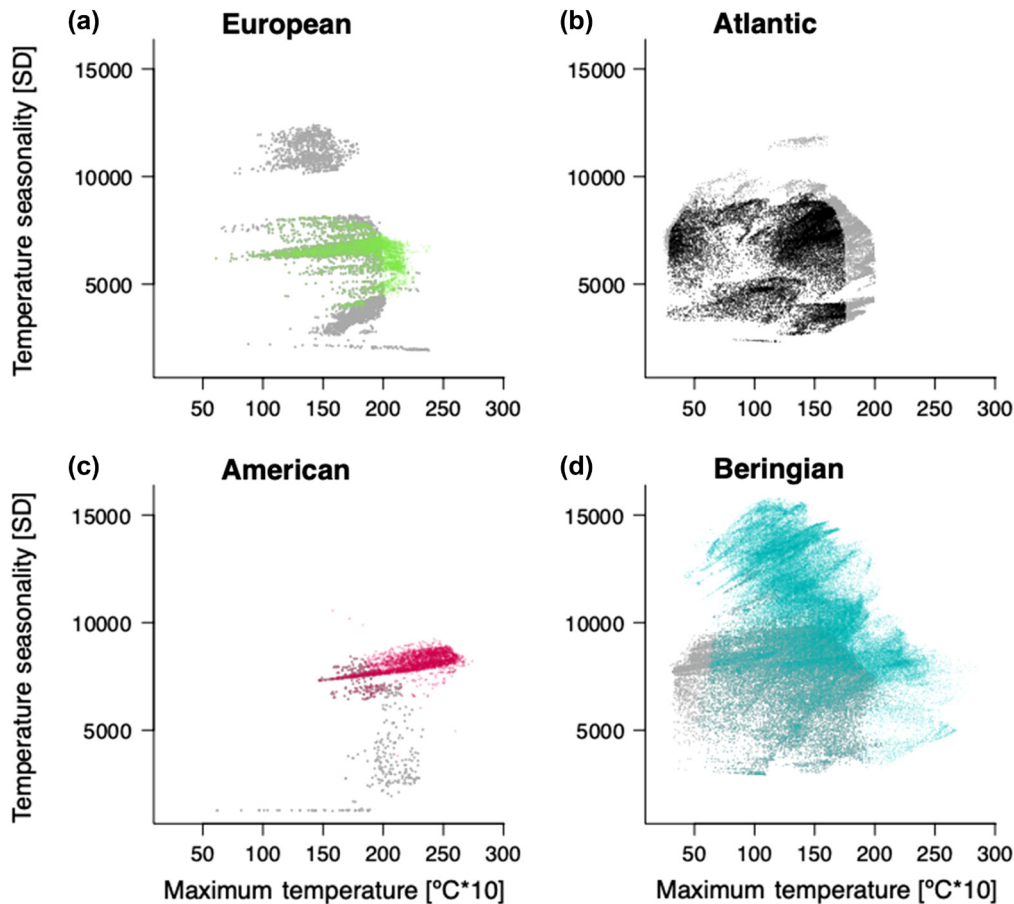 (a) European
(b) Atlantic
Temperature seasonality [SD]
15000
10000
5000
50 100 150 200 250 300
15000
10000
5000
50 100 150 200 250 300
(c) American
(d) Beringian
Temperature seasonality [SD]
15000
10000
5000
50 100 150 200 250 300
Maximum temperature [ºC*10]
15000
10000
5000
50 100 150 200 250 300
Maximum temperature [ºC*10]